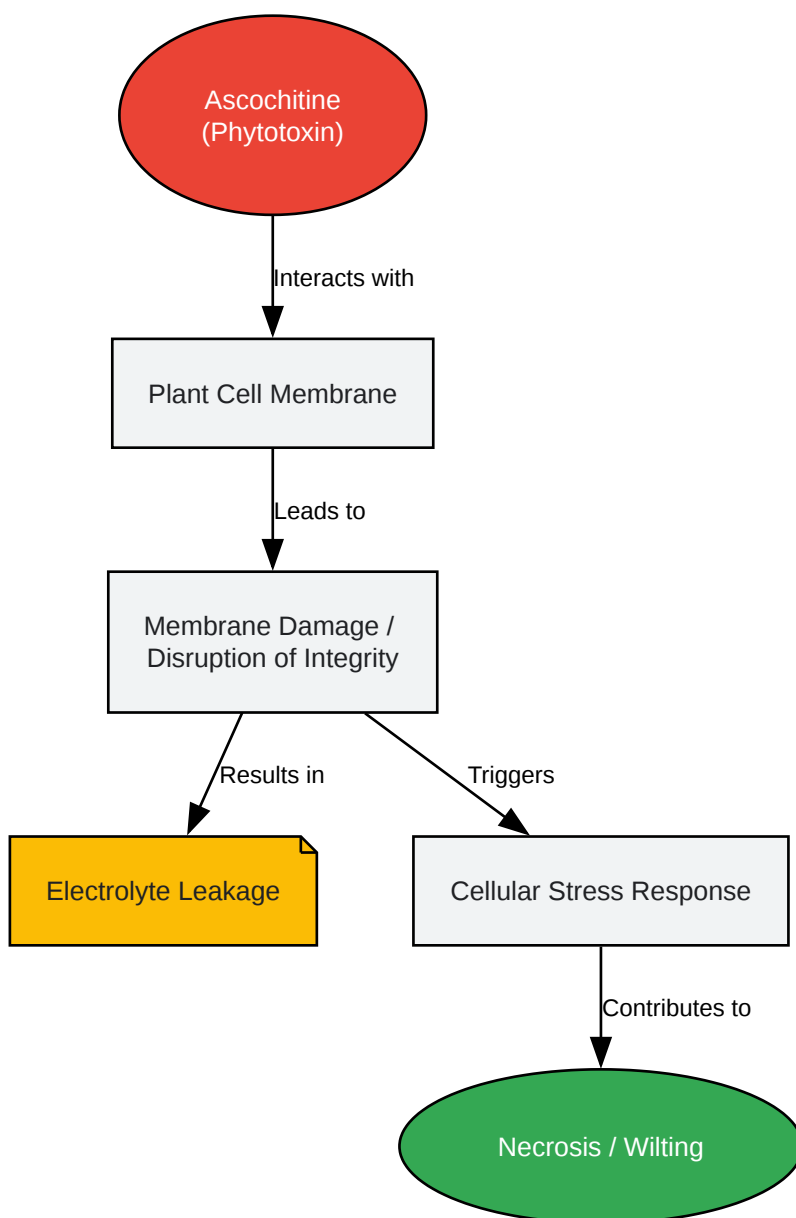 Ascochitine
(Phytotoxin)
Interacts with
Plant Cell Membrane
Leads to
Membrane Damage /
Disruption of Integrity
Results in
Triggers
Electrolyte Leakage
Cellular Stress Response
Contributes to
Necrosis / Wilting